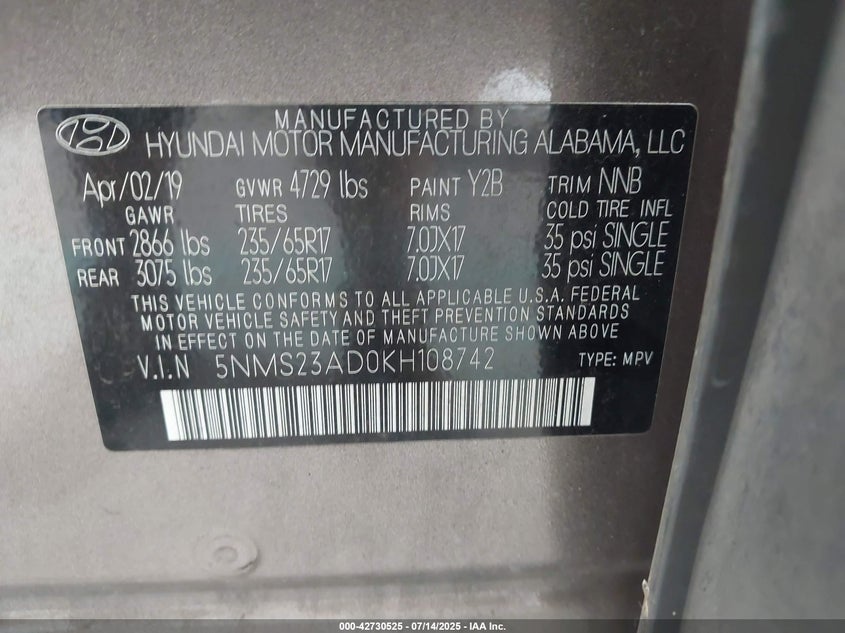 MANUFACTURED BY
HYUNDAI MOTOR MANUFACTURING ALABAMA, LLC
Apr/02/19 GVWR 4729 lbs PAINT Y2B TRIM NNB
GAWR TIRES RIMS COLD TIRE INFL
FRONT 2866 lbs 235/65R17 7.0JX17 35 psi SINGLE
REAR 3075 lbs 235/65R17 7.0JX17 35 psi SINGLE
THIS VEHICLE CONFORMS TO ALL APPLICABLE U.S.A. FEDERAL
MOTOR VEHICLE SAFETY AND THEFT PREVENTION STANDARDS
IN EFFECT ON THE DATE OF MANUFACTURE SHOWN ABOVE
V.I.N 5NMS23AD0KH108742 TYPE: MPV
000-42730525 - 07/14/2025 - IAA Inc.